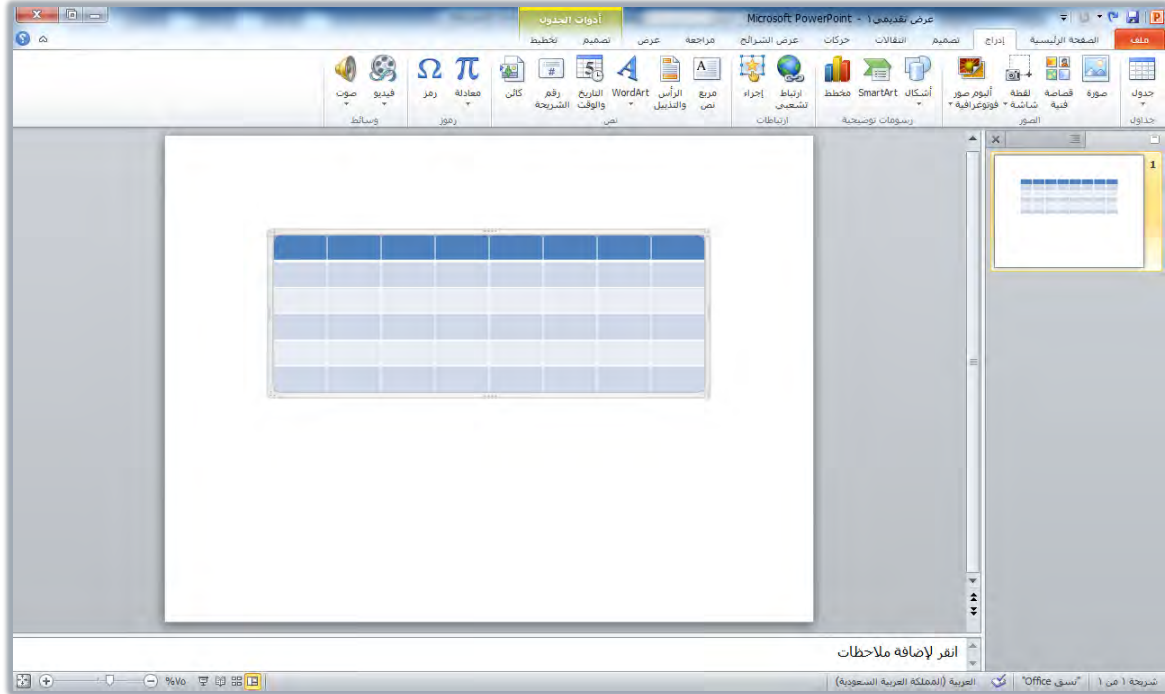 عرض تقديمي١ - Microsoft PowerPoint
أدوات الجدول
ملف الصفحة الرئيسية إدراج تصميم انتقالات حركات عرض الشرائح مراجعة عرض تصميم تخطيط
جدول
صورة
قصاصة فنية
لقطة شاشة
ألبوم صور فوتوغرافية
أشكال
SmartArt
مخطط
ارتباط تشعبي
إجراء
مربع نص
الرأس والتذييل
WordArt
التاريخ والوقت
رقم الشريحة
كائن
معادلة
رمز
فيديو
صوت
جداول الصور رسومات توضيحية ارتباطات نص رموز وسائط
1
انقر لإضافة ملاحظات
شريحة ١ من ١ "نسق Office" العربية (المملكة العربية السعودية) %٧٥